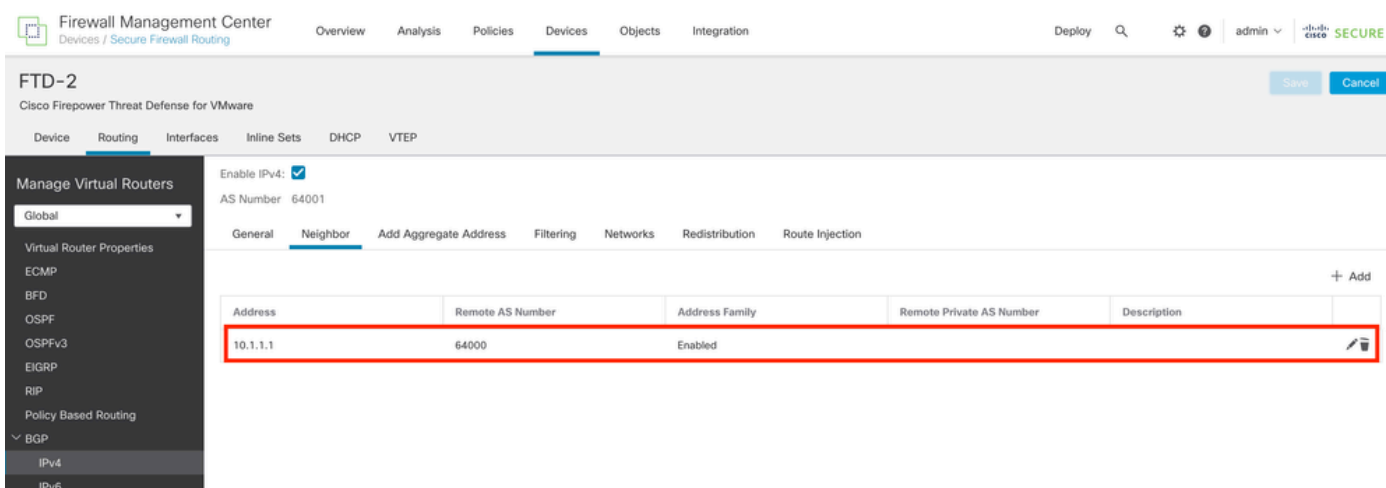 Firewall Management Center
Devices / Secure Firewall Routing
Overview Analysis Policies Devices Objects Integration Deploy admin cisco SECURE
FTD-2
Save Cancel
Cisco Firepower Threat Defense for VMware
Device Routing Interfaces Inline Sets DHCP VTEP
Manage Virtual Routers
Global
Virtual Router Properties
ECMP
BFD
OSPF
OSPFv3
EIGRP
RIP
Policy Based Routing
BGP
IPv4
IPv6
Enable IPv4:
AS Number 64001
General Neighbor Add Aggregate Address Filtering Networks Redistribution Route Injection
+ Add
Address Remote AS Number Address Family Remote Private AS Number Description
10.1.1.1 64000 Enabled